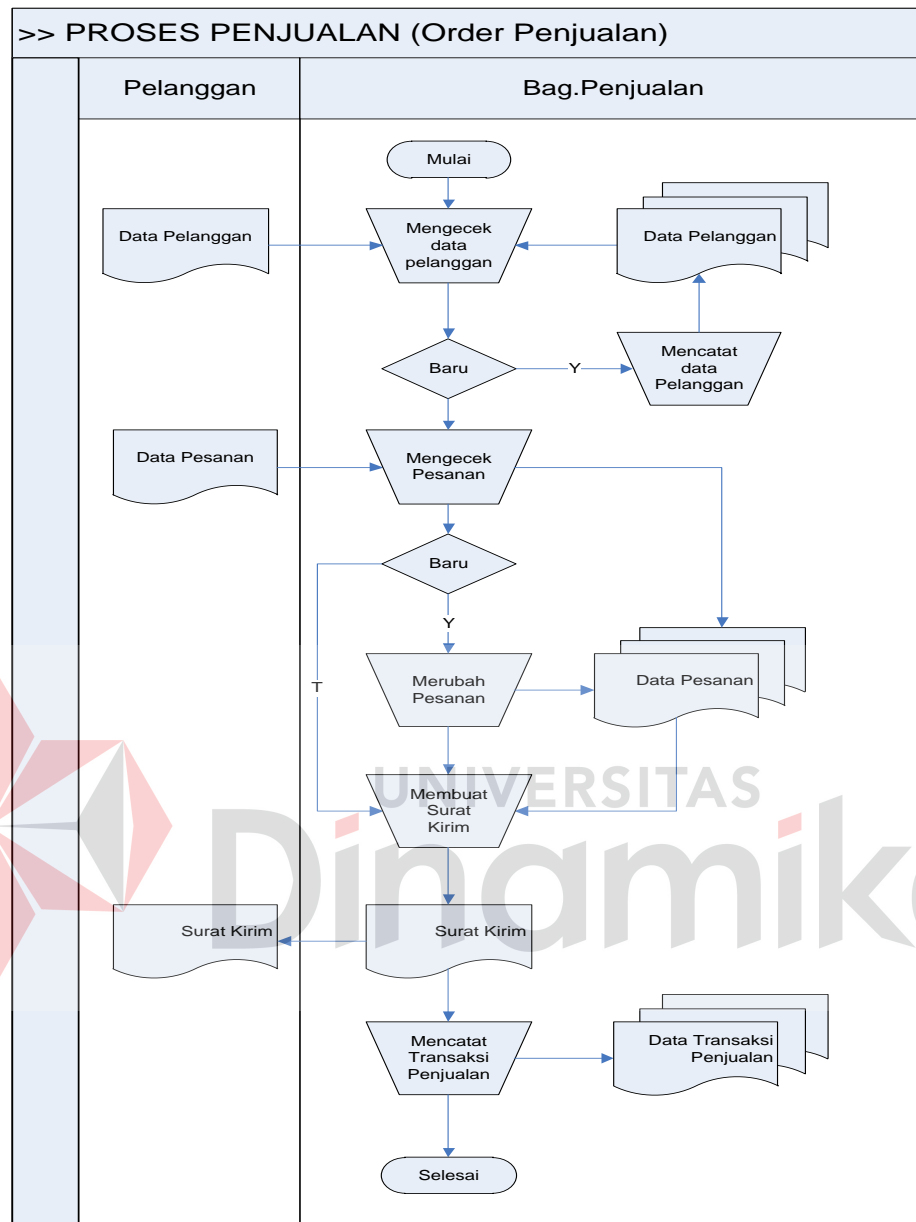 >> PROSES PENJUALAN (Order Penjualan)
Pelanggan
Bag.Penjualan
Mulai
Data Pelanggan
Mengecek
data
pelanggan
Data Pelanggan
Baru
Y
Mencatat
data
Pelanggan
Data Pesanan
Mengecek
Pesanan
Baru
Y
T
Merubah
Pesanan
Data Pesanan
UNIVERSITAS
Membuat
Surat
Kirim
Dinamika
Surat Kirim
Surat Kirim
Mencatat
Transaksi
Penjualan
Data Transaksi
Penjualan
Selesai